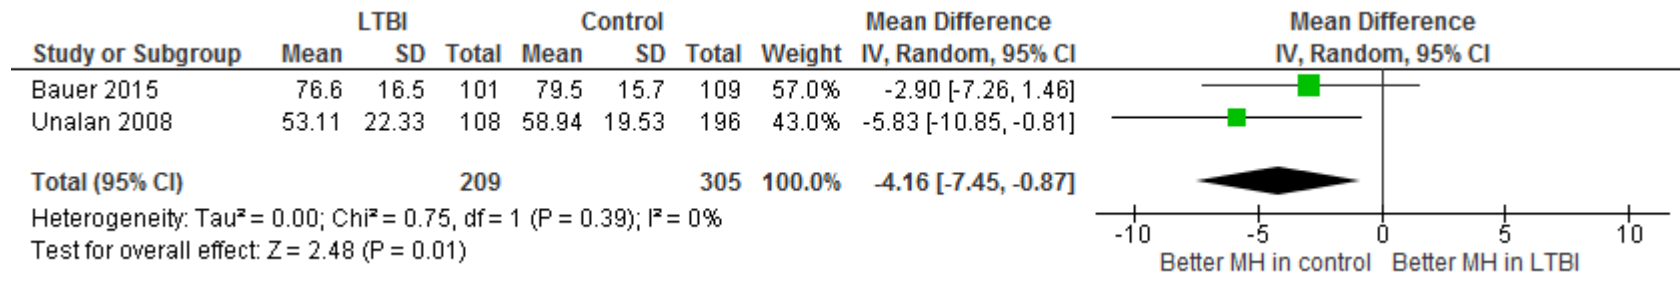 LTBI Control Mean Difference Mean Difference
Study or Subgroup Mean SD Total Mean SD Total Weight IV, Random, 95% CI IV, Random, 95% CI
Bauer 2015 76.6 16.5 101 79.5 15.7 109 57.0% -2.90 [-7.26, 1.46]
Unalan 2008 53.11 22.33 108 58.94 19.53 196 43.0% -5.83 [-10.85, -0.81]
Total (95% CI) 209 305 100.0% -4.16 [-7.45, -0.87]
Heterogeneity: Tau² = 0.00; Chi² = 0.75, df = 1 (P = 0.39); I² = 0%
Test for overall effect: Z = 2.48 (P = 0.01)
-10 -5 0 5 10
Better MH in control Better MH in LTBI